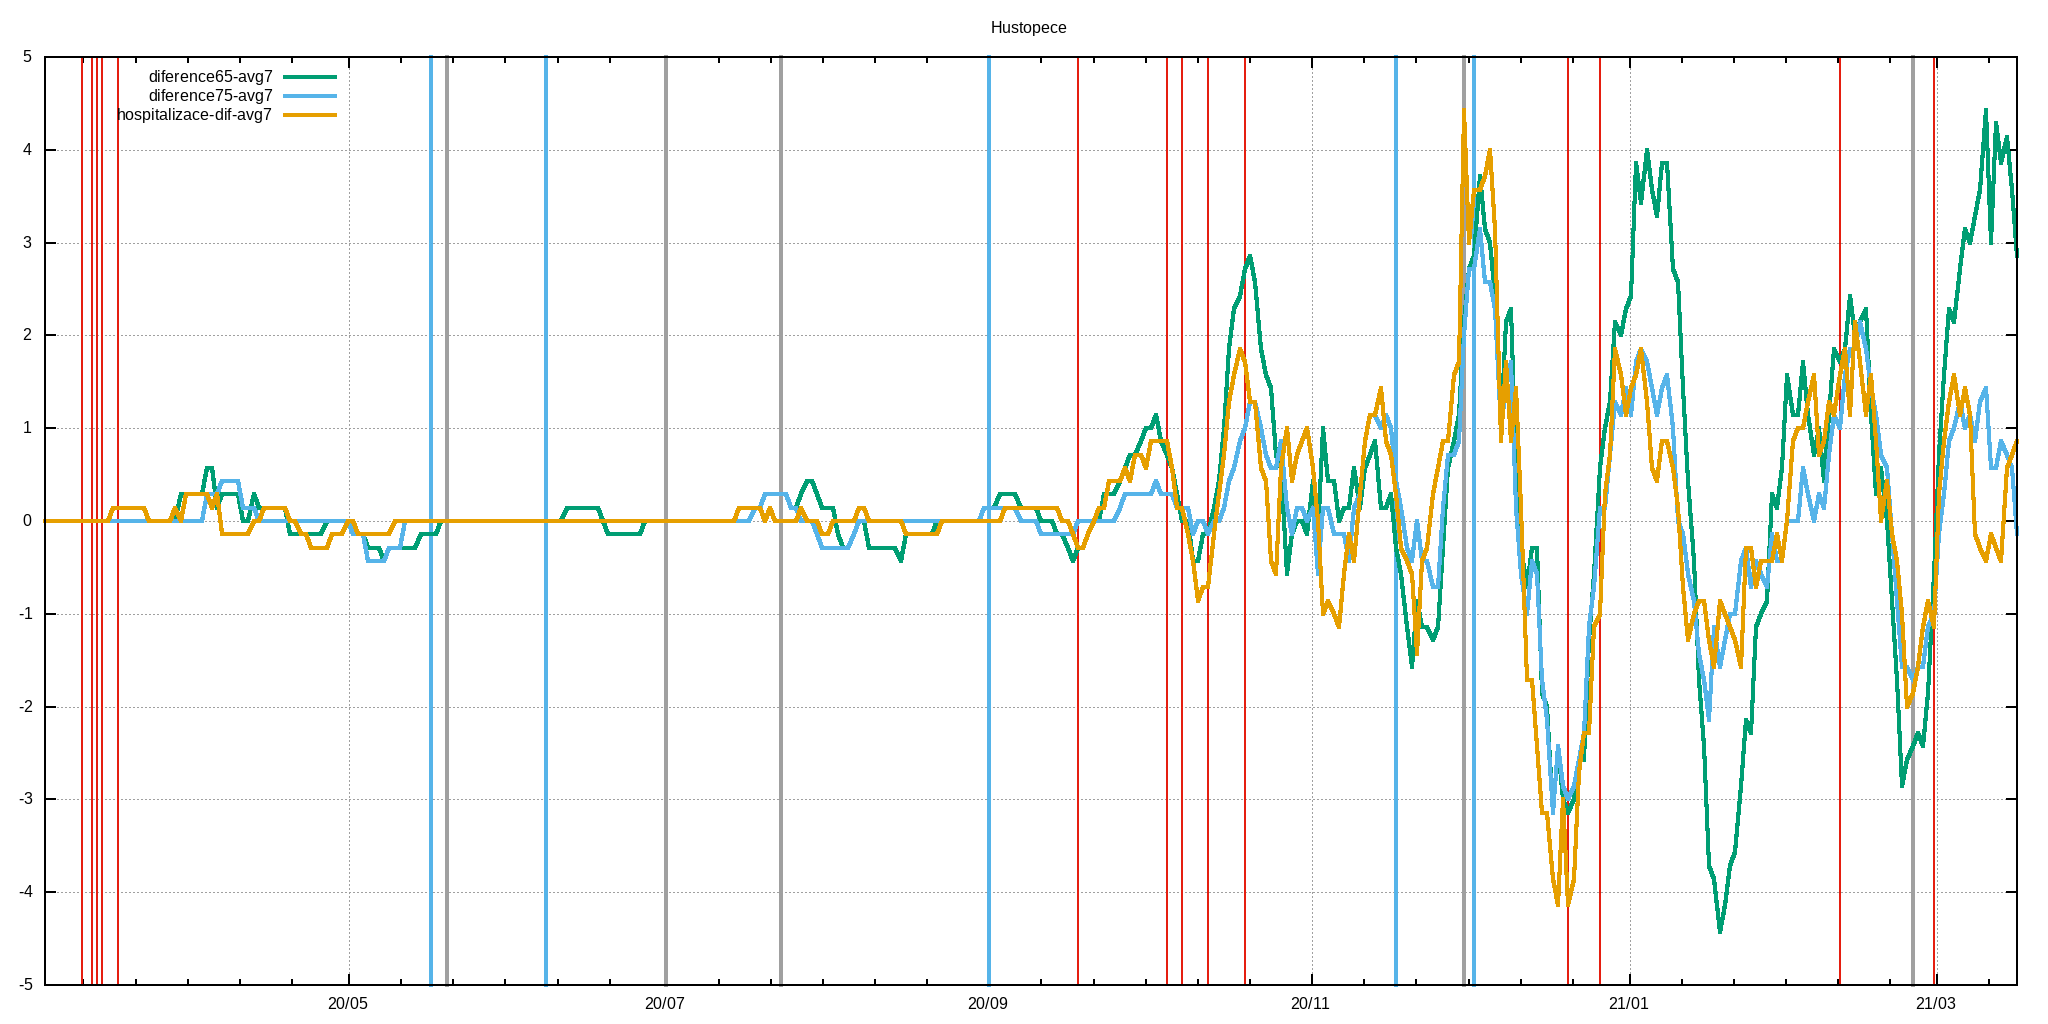 Hustopece
diference65-avg7
diference75-avg7
hospitalizace-dif-avg7
5
4
3
2
1
0
-1
-2
-3
-4
-5
20/05 20/07 20/09 20/11 21/01 21/03